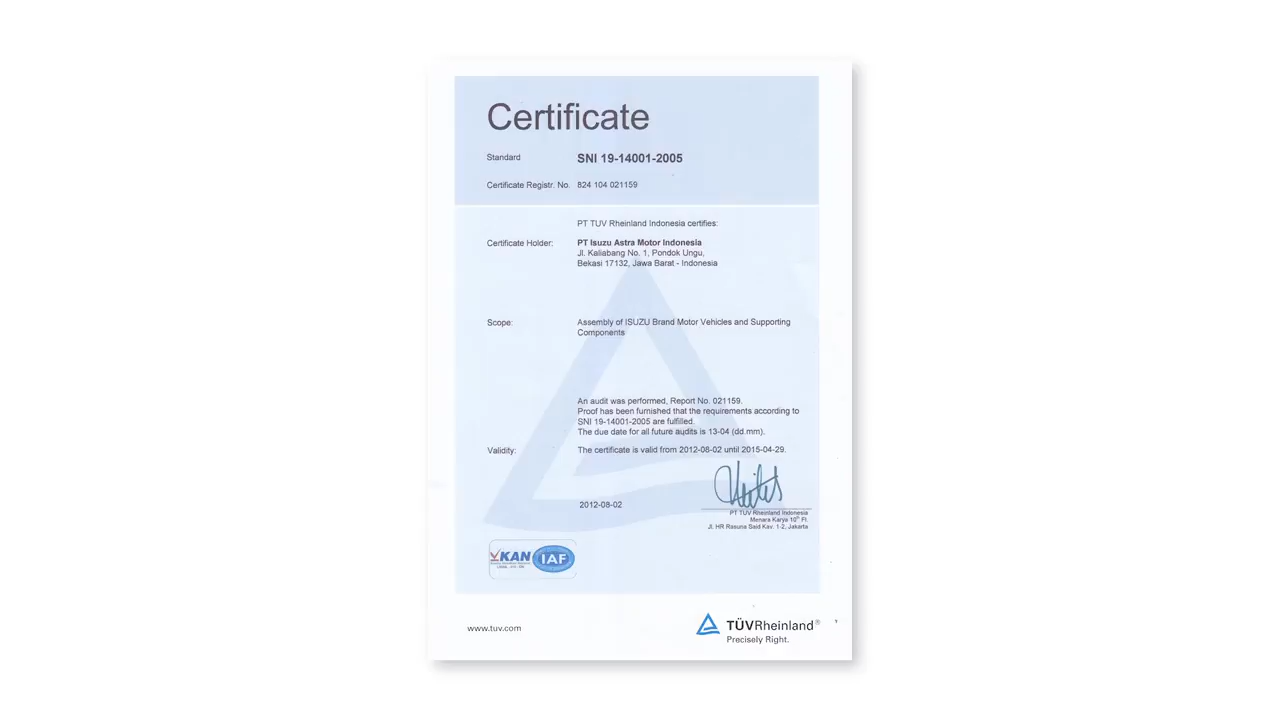 Certificate
Standard SNI 19-14001-2005
Certificate Registr. No. 824 104 021159
PT TUV Rheinland Indonesia certifies:
Certificate Holder: PT Isuzu Astra Motor Indonesia
Jl. Kaliabang No. 1, Pondok Ungu,
Bekasi 17132, Jawa Barat - Indonesia
Scope: Assembly of ISUZU Brand Motor Vehicles and Supporting
Components
An audit was performed, Report No. 021159.
Proof has been furnished that the requirements according to
SNI 19-14001-2005 are fulfilled.
The due date for all future audits is 13-04 (dd.mm).
Validity: The certificate is valid from 2012-08-02 until 2015-04-29.
2012-08-02
PT TUV Rheinland Indonesia
Menara Karya 10th Fl.
Jl. HR Rasuna Said Kav. 1-2, Jakarta
KAN IAF
www.tuv.com
TÜVRheinland®
Precisely Right.